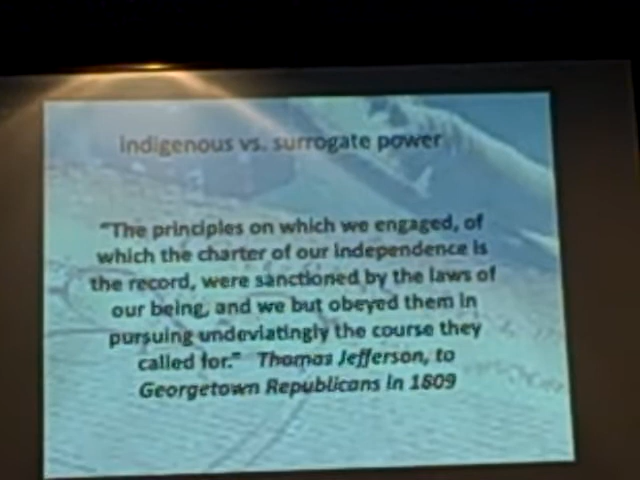 indigenous vs. surrogate power
"The principles on which we engaged, of
which the charter of our independence is
the record, were sanctioned by the laws of
our being, and we but obeyed them in
pursuing undeviatingly the course they
called for." Thomas Jefferson, to
Georgetown Republicans in 1809